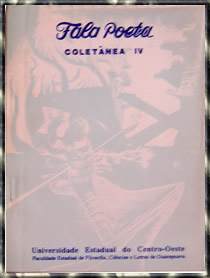 Fala Poeta
COLETÂNEA IV
Universidade Estadual do Centro-Oeste
Faculdade Estadual de Filosofia, Ciências e Letras de Guarapuava